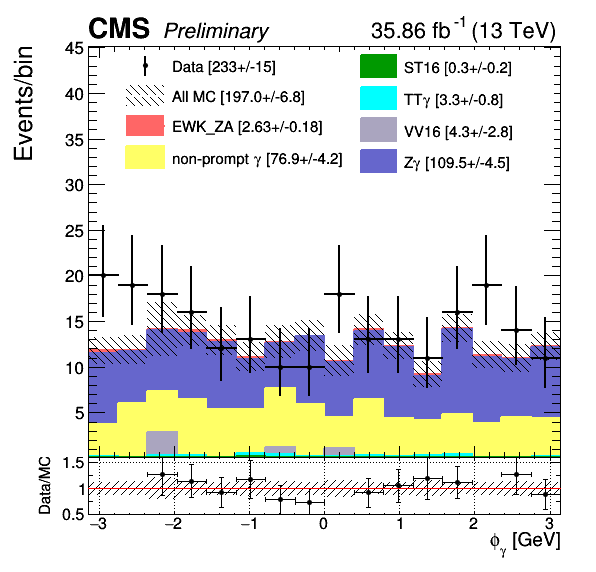 CMS Preliminary 35.86 fb⁻¹ (13 TeV)
Events/bin
45
40
35
30
25
20
15
10
5
Data [233+/-15]
All MC [197.0+/-6.8]
EWK_ZA [2.63+/-0.18]
non-prompt γ [76.9+/-4.2]
ST16 [0.3+/-0.2]
TTγ [3.3+/-0.8]
VV16 [4.3+/-2.8]
Zγ [109.5+/-4.5]
Data/MC
1.5
1
0.5
−3 −2 −1 0 1 2 3
ϕγ [GeV]